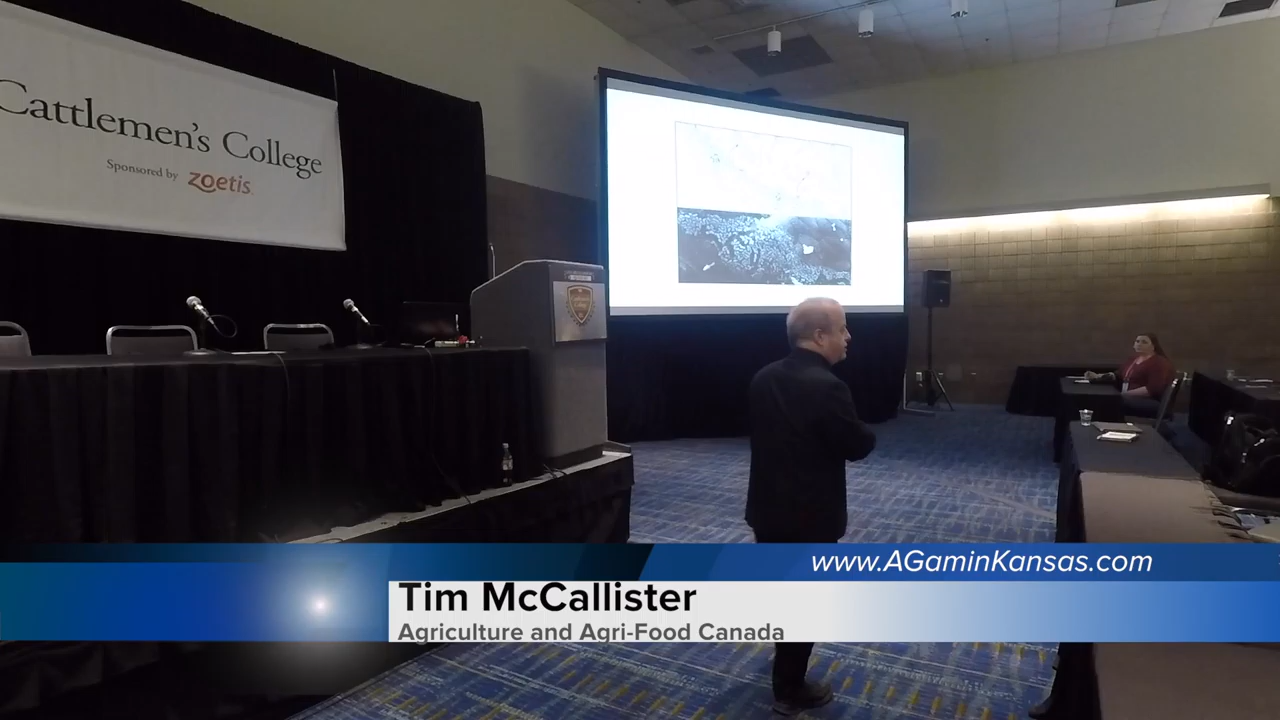 Cattlemen's College
Sponsored by zoetis
www.AGaminKansas.com
Tim McCallister
Agriculture and Agri-Food Canada